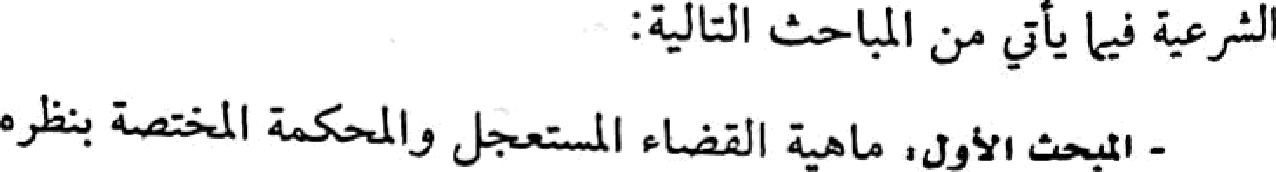 الشرعية فيما يأتي من المباحث التالية:
- المبحث الأول: ماهية القضاء المستعجل والمحكمة المختصة بنظره